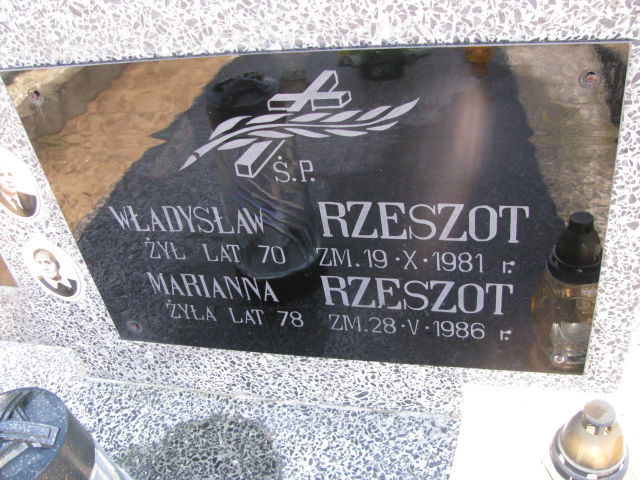 Ś.P.
WŁADYSŁAW RZESZOT
ŻYŁ LAT 70 ZM. 19·X·1981 r.
MARIANNA RZESZOT
ŻYŁA LAT 78 ZM. 28·V·1986 r.